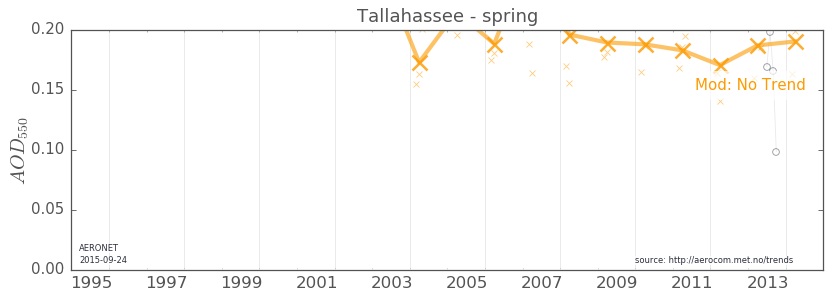 Tallahassee - spring
0.20
0.15
0.10
0.05
0.00
AOD550
Mod: No Trend
AERONET
2015-09-24
source: http://aerocom.met.no/trends
1995 1997 1999 2001 2003 2005 2007 2009 2011 2013